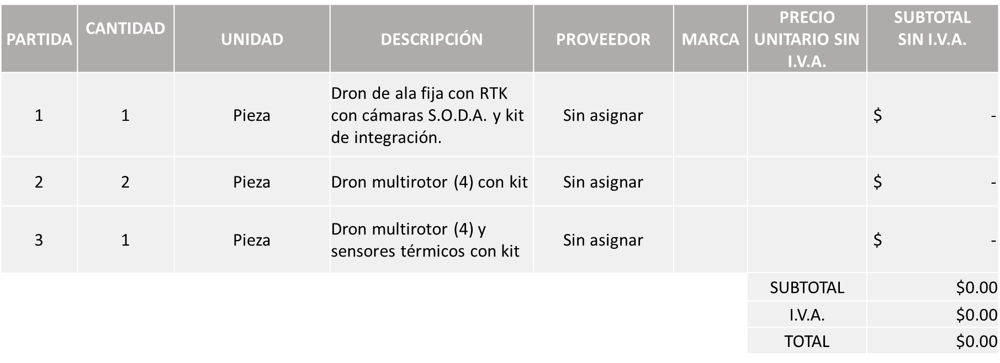 PARTIDA CANTIDAD UNIDAD DESCRIPCIÓN PROVEEDOR MARCA PRECIO UNITARIO SIN I.V.A. SUBTOTAL SIN I.V.A.
1 1 Pieza Dron de ala fija con RTK con cámaras S.O.D.A. y kit de integración. Sin asignar $ -
2 2 Pieza Dron multirotor (4) con kit Sin asignar $ -
3 1 Pieza Dron multirotor (4) y sensores térmicos con kit Sin asignar $ -
SUBTOTAL $0.00
I.V.A. $0.00
TOTAL $0.00